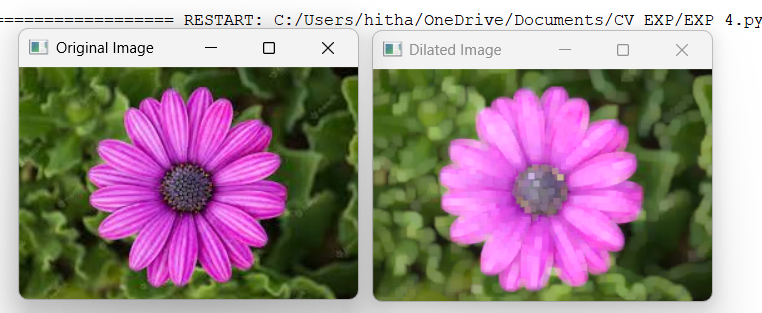 ================== RESTART: C:/Users/hitha/OneDrive/Documents/CV EXP/EXP 4.py
Original Image
Dilated Image